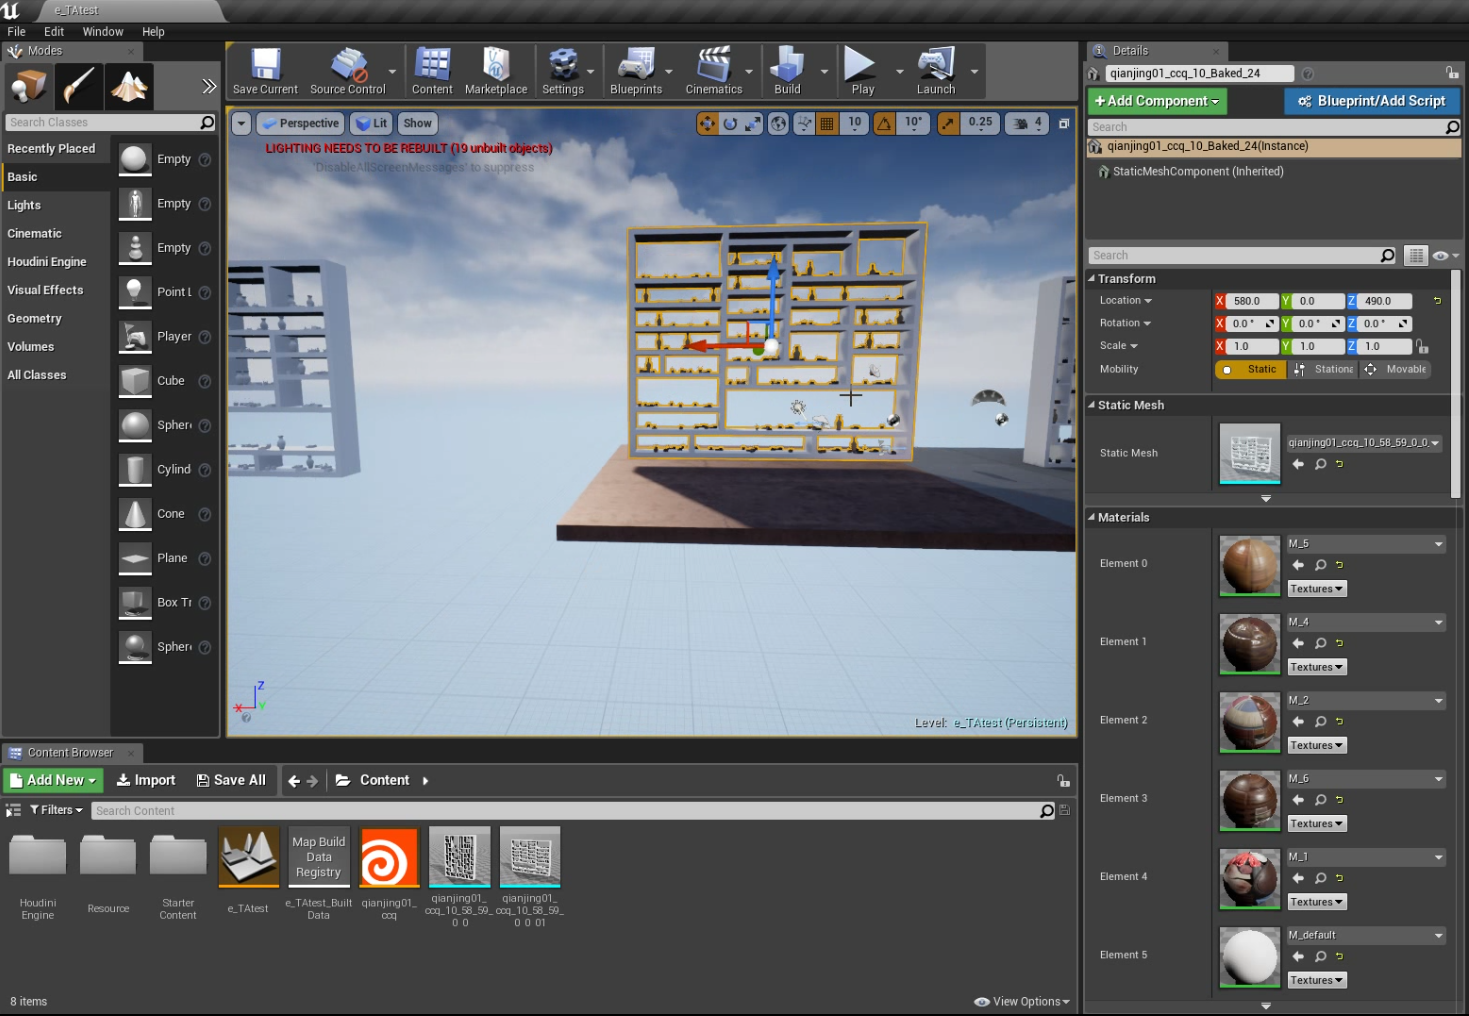 e_TAtest
File Edit Window Help
Modes
Search Classes
Recently Placed
Basic
Lights
Cinematic
Houdini Engine
Visual Effects
Geometry
Volumes
All Classes
Empty
Empty
Empty
Point L
Player
Cube
Spher
Cylind
Cone
Plane
Box Tr
Spher
Save Current Source Control Content Marketplace Settings Blueprints Cinematics Build Play Launch
Perspective Lit Show 10 10° 0.25 4
LIGHTING NEEDS TO BE REBUILT (19 unbuilt objects)
'DisableAllScreenMessages' to suppress
Z
X
Y
Level: e_TAtest (Persistent)
Details
qianjing01_ccq_10_Baked_24
+Add Component Blueprint/Add Script
Search
qianjing01_ccq_10_Baked_24(Instance)
StaticMeshComponent (Inherited)
Search
Transform
Location X 580.0 Y 0.0 Z 490.0
Rotation X 0.0° Y 0.0° Z 0.0°
Scale X 1.0 Y 1.0 Z 1.0
Mobility Static Stationa Movable
Static Mesh
Static Mesh qianjing01_ccq_10_58_59_0_0
Materials
Element 0 M_5
Textures
Element 1 M_4
Textures
Element 2 M_2
Textures
Element 3 M_6
Textures
Element 4 M_1
Textures
Element 5 M_default
Textures
Content Browser
Add New Import Save All Content
Filters Search Content
Map Build
Data
Registry
Houdini
Engine
Resource
Starter
Content
e_TAtest
e_TAtest_Built
Data
qianjing01_
ccq
qianjing01_
ccq_10_58_59_
0_0
qianjing01_
ccq_10_58_59_
0_0_01
8 items View Options